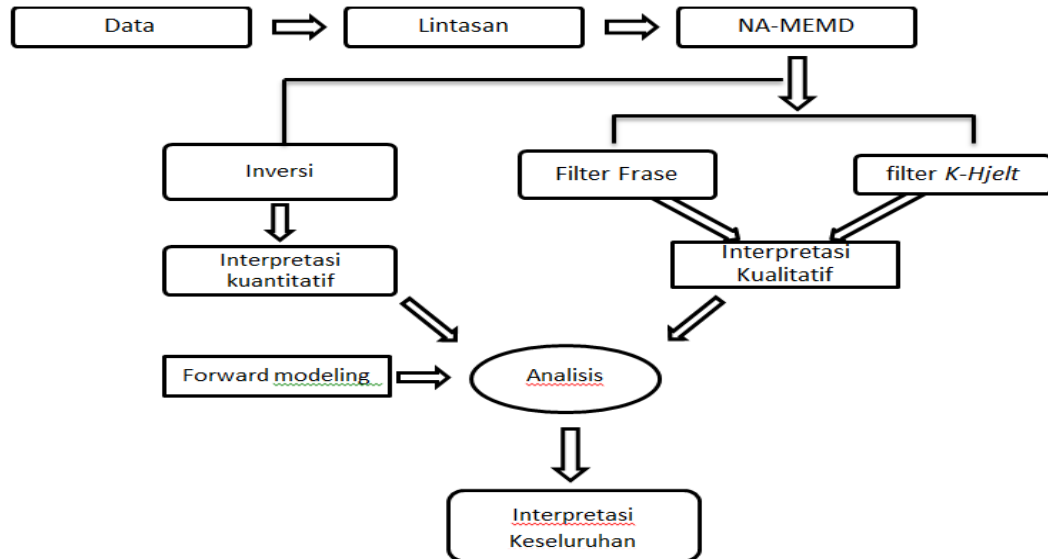 Data
Lintasan
NA-MEMD
Inversi
Filter Frase
filter K-Hjelt
Interpretasi
kuantitatif
Interpretasi
Kualitatif
Forward modeling
Analisis
Interpretasi
Keseluruhan